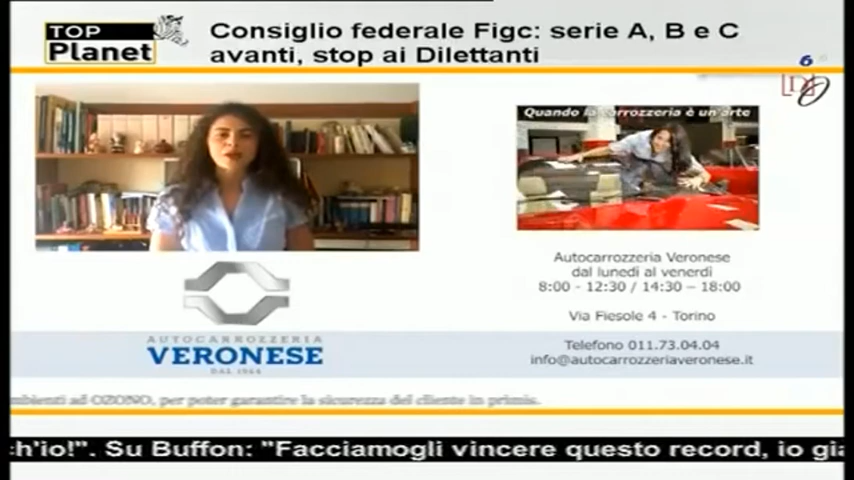 TOP
Planet
Consiglio federale Figc: serie A, B e C
avanti, stop ai Dilettanti
6
Quando la carrozzeria è un'arte
Autocarrozzeria Veronese
dal lunedì al venerdì
8:00 - 12:30 / 14:30 – 18:00
Via Fiesole 4 - Torino
AUTOCARROZZERIA
VERONESE
DAL 1964
Telefono 011.73.04.04
info@autocarrozzeriaveronese.it
mbienti ad OZONO, per poter garantire la sicurezza del cliente in primis.
ch'io!". Su Buffon: "Facciamogli vincere questo record, io gia